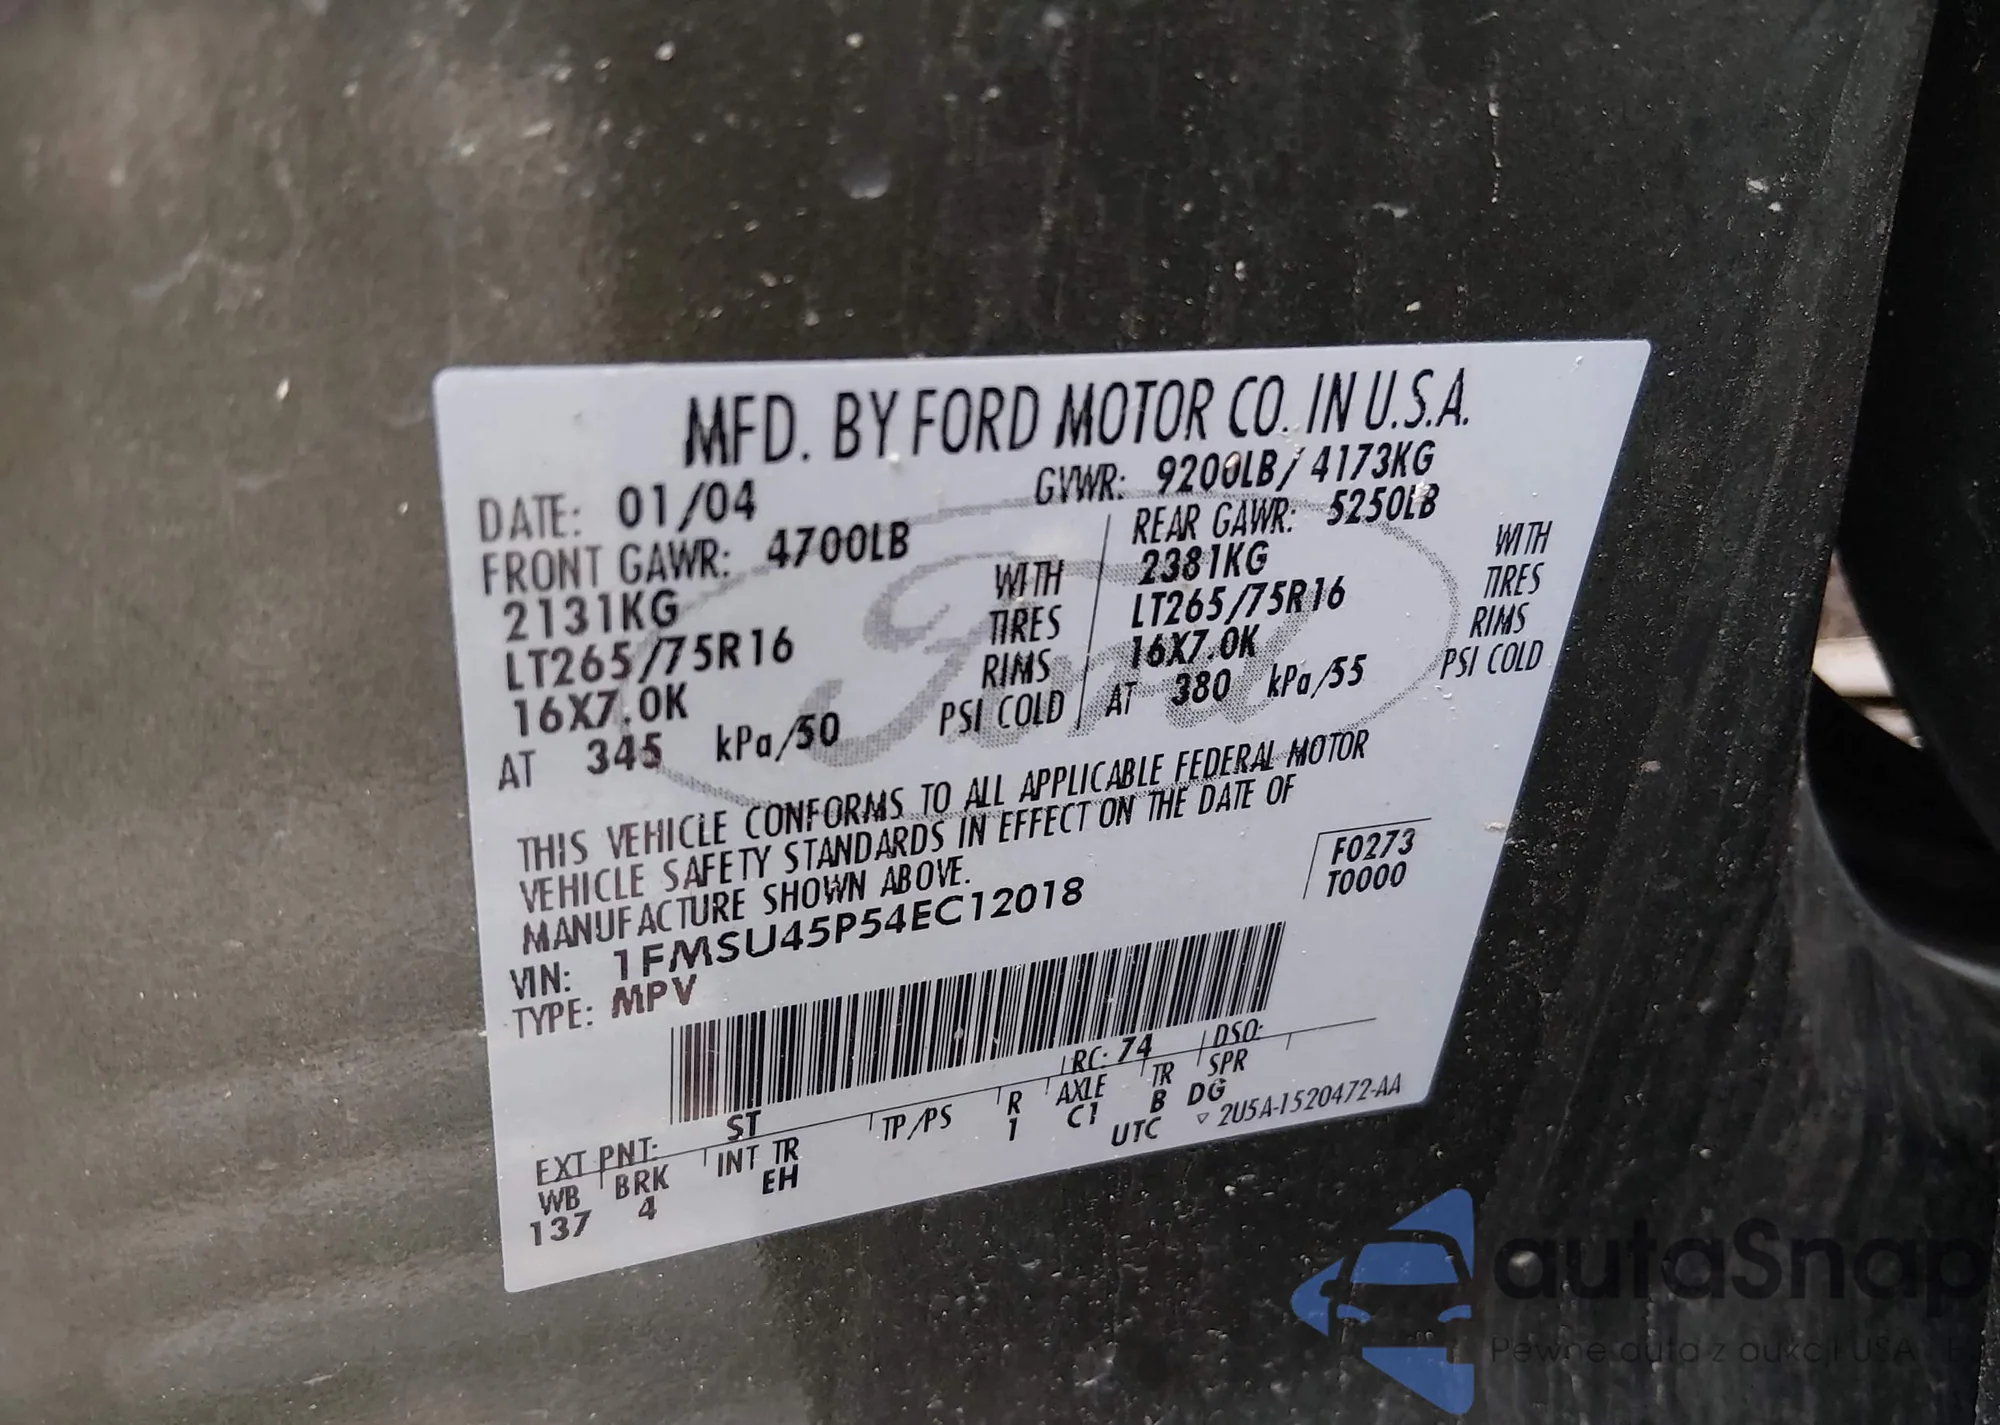 MFD. BY FORD MOTOR CO. IN U.S.A.
DATE: 01/04 GVWR: 9200LB/ 4173KG
FRONT GAWR: 4700LB REAR GAWR: 5250LB
2131KG WITH 2381KG WITH
LT265/75R16 TIRES LT265/75R16 TIRES
16X7.0K RIMS 16X7.0K RIMS
AT 345 kPa/50 PSI COLD AT 380 kPa/55 PSI COLD
Ford
THIS VEHICLE CONFORMS TO ALL APPLICABLE FEDERAL MOTOR
VEHICLE SAFETY STANDARDS IN EFFECT ON THE DATE OF
MANUFACTURE SHOWN ABOVE.
F0273
T0000
VIN: 1FMSU45P54EC12018
TYPE: MPV
EXT PNT: ST RC: 74 DSO:
WB BRK INT TR TP/PS R AXLE TR SPR
137 4 EH 1 C1 B DG
UTC ▽ 2U5A-1520472-AA
autaSnap
Pewne auta z aukcji USA